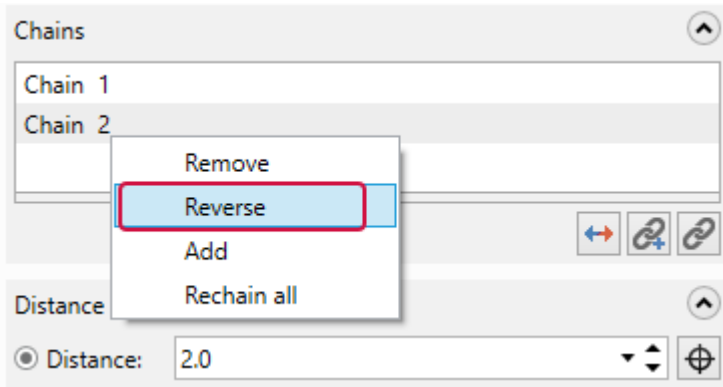 Chains
Chain 1
Chain 2
Remove
Reverse
Add
Rechain all
Distance
Distance: 2.0